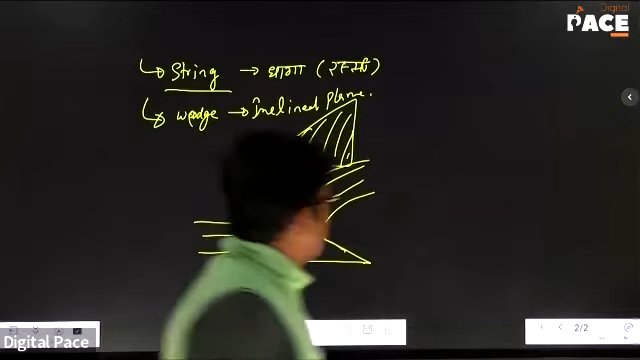 Digital
PACE
String → धागा (रस्सी)
wedge → Inclined plane.
2/2
Digital Pace